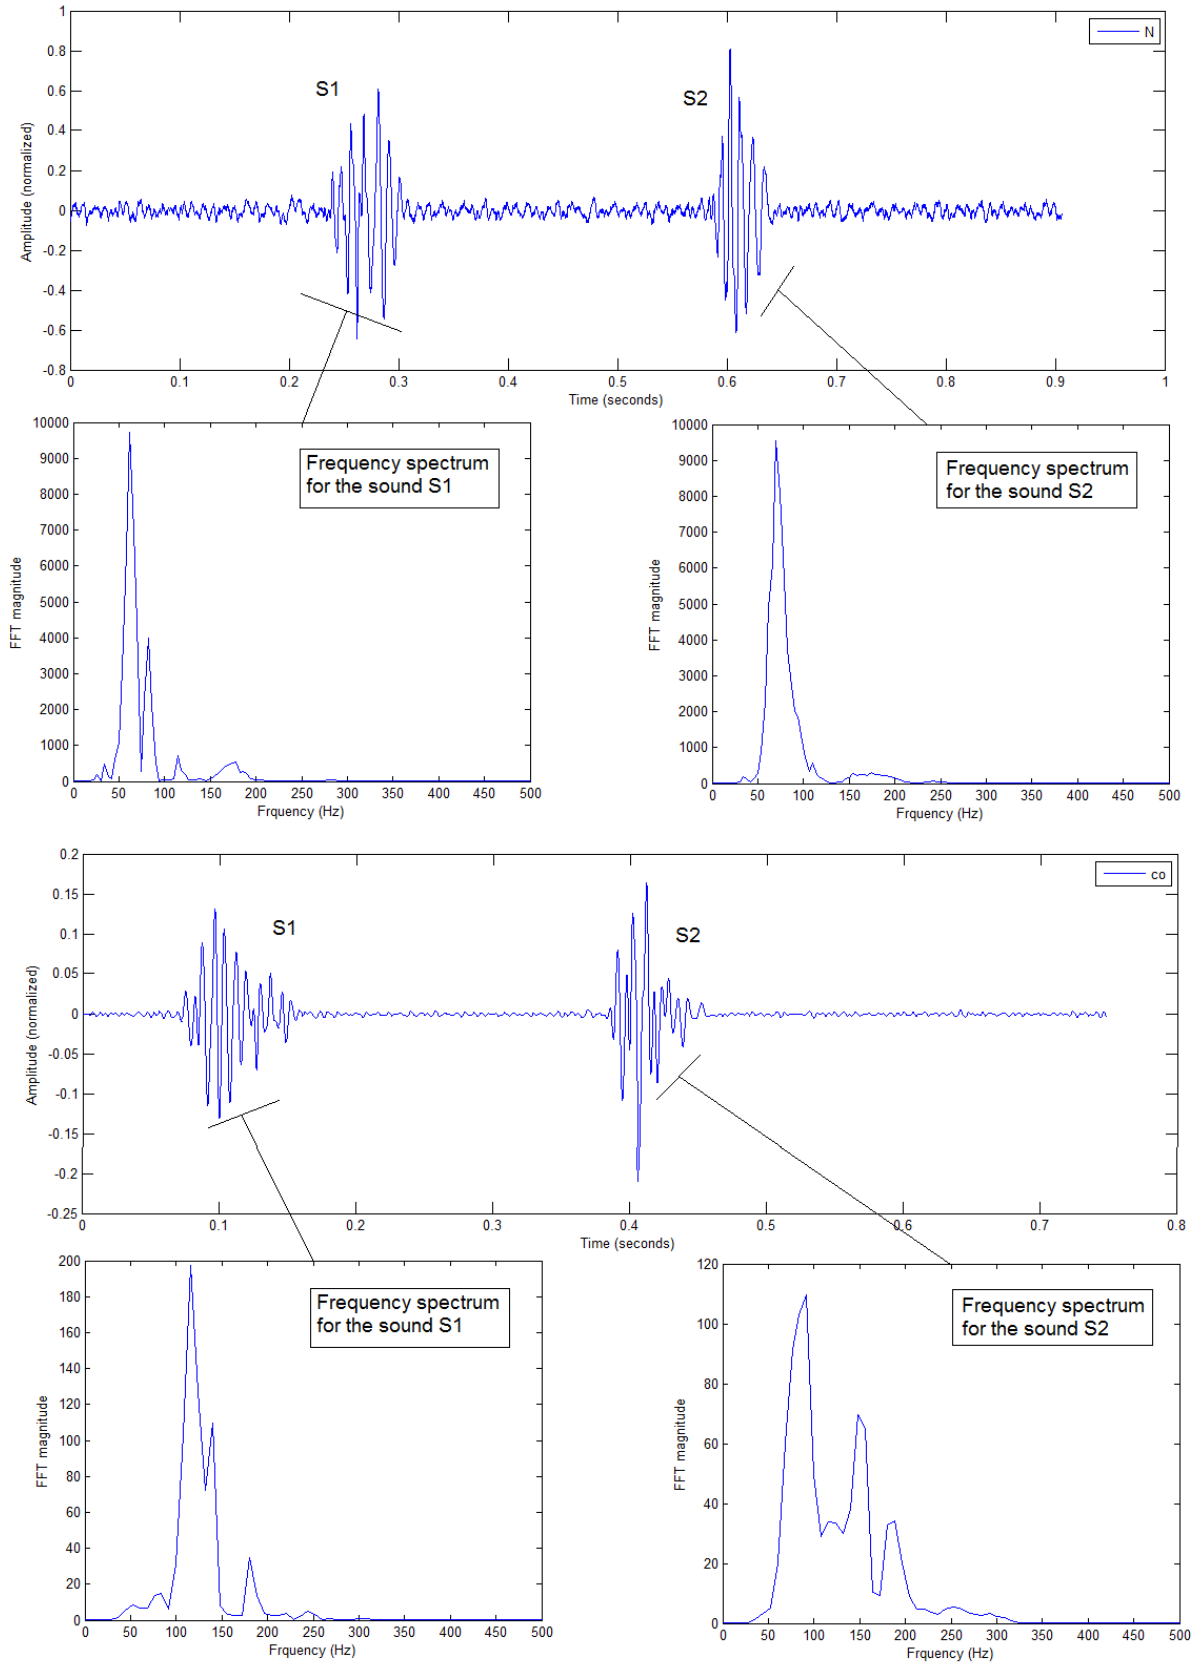 1
0.8
0.6
0.4
0.2
0
-0.2
-0.4
-0.6
-0.8
Amplitude (normalized)
N
S1
S2
0 0.1 0.2 0.3 0.4 0.5 0.6 0.7 0.8 0.9 1
Time (seconds)
10000
9000
8000
7000
6000
5000
4000
3000
2000
1000
0
FFT magnitude
Frequency spectrum
for the sound S1
0 50 100 150 200 250 300 350 400 450 500
Frquency (Hz)
10000
9000
8000
7000
6000
5000
4000
3000
2000
1000
0
FFT magnitude
Frequency spectrum
for the sound S2
0 50 100 150 200 250 300 350 400 450 500
Frquency (Hz)
0.2
0.15
0.1
0.05
0
-0.05
-0.1
-0.15
-0.2
-0.25
Amplitude (normalized)
co
S1
S2
0 0.1 0.2 0.3 0.4 0.5 0.6 0.7 0.8
Time (seconds)
200
180
160
140
120
100
80
60
40
20
0
FFT magnitude
Frequency spectrum
for the sound S1
0 50 100 150 200 250 300 350 400 450 500
Frquency (Hz)
120
100
80
60
40
20
0
FFT magnitude
Frequency spectrum
for the sound S2
0 50 100 150 200 250 300 350 400 450 500
Frquency (Hz)